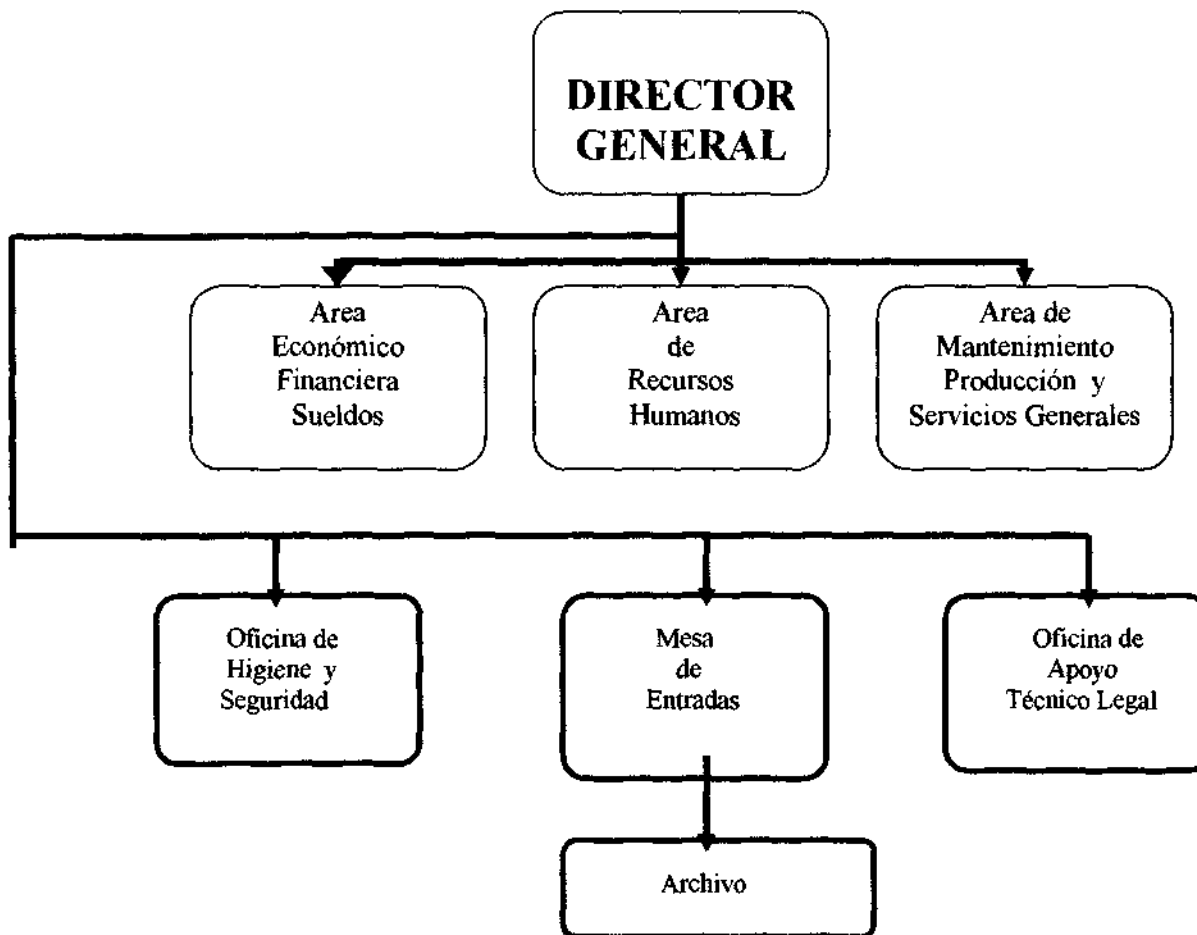 DIRECTOR
GENERAL
Area
Económico
Financiera
Sueldos
Area
de
Recursos
Humanos
Area de
Mantenimiento
Producción y
Servicios Generales
Oficina de
Higiene y
Seguridad
Mesa
de
Entradas
Oficina de
Apoyo
Técnico Legal
Archivo